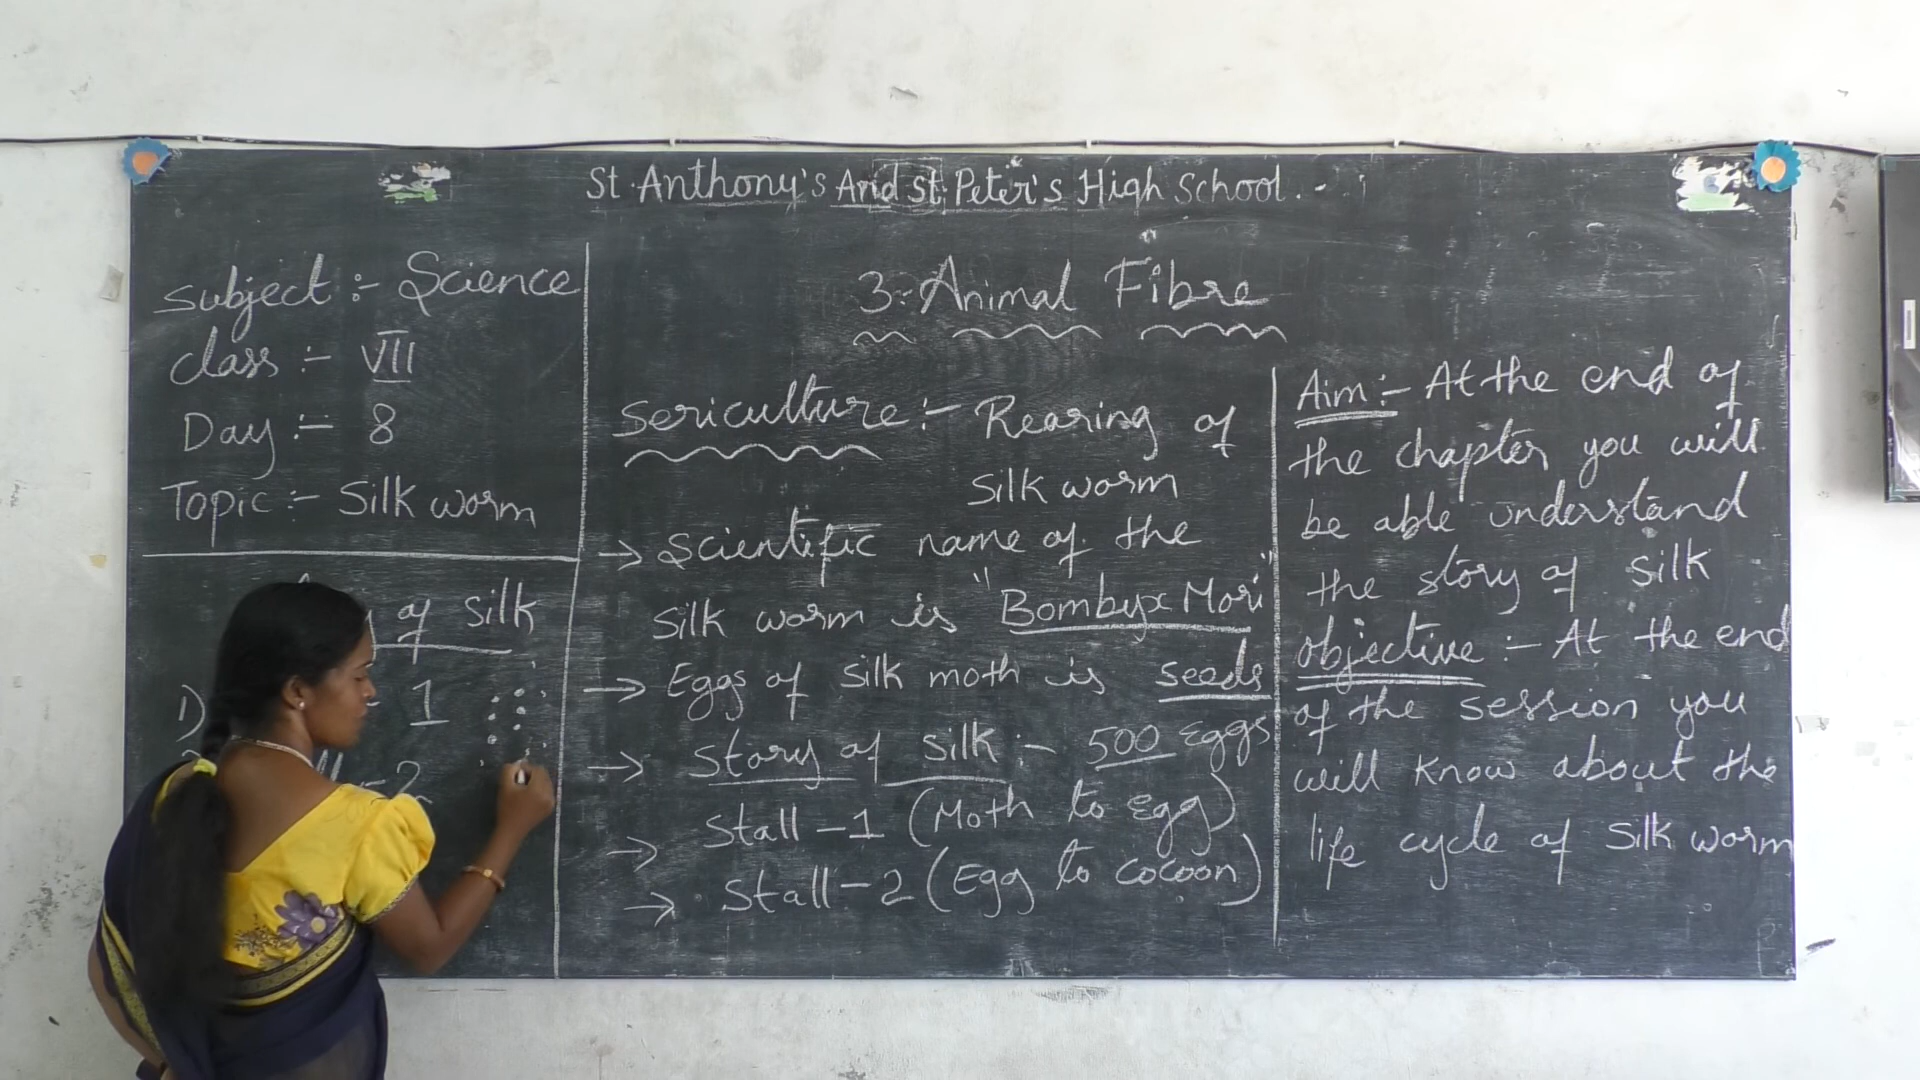 St. Anthony's And St. Peter's High School.
Subject :- Science
class :- VII
Day :- 8
Topic :- Silk worm
of silk
1) - 1
- 2
3:- Animal Fibre
Sericulture :- Rearing of
Silk worm
→ Scientific name of the
silk worm is "Bombyx Mori"
→ Eggs of silk moth is seeds
→ Story of silk :- 500 Eggs
→ Stall - 1 (Moth to Egg)
→ Stall - 2 (Egg to cocoon)
Aim :- At the end of
the chapter you will
be able understand
the story of silk
objective :- At the end
of the session you
will know about the
life cycle of silk worm